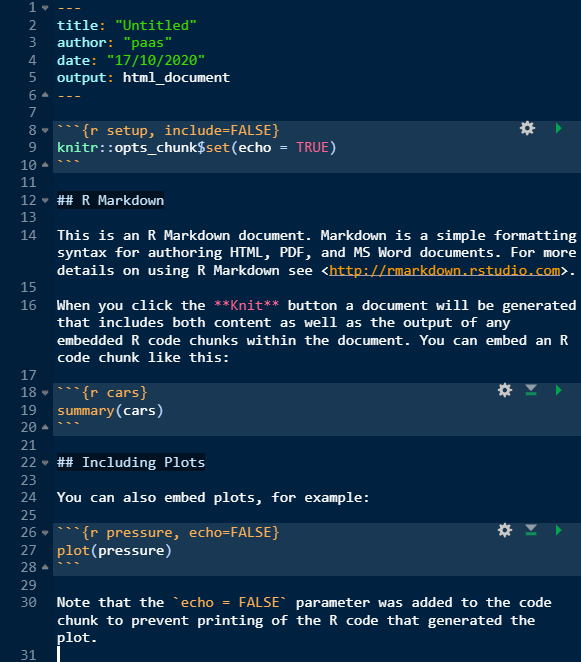 1 ---
2 title: "Untitled"
3 author: "paas"
4 date: "17/10/2020"
5 output: html_document
6 ---
7
8 ```{r setup, include=FALSE}
9 knitr::opts_chunk$set(echo = TRUE)
10 ```
11
12 ## R Markdown
13
14 This is an R Markdown document. Markdown is a simple formatting
syntax for authoring HTML, PDF, and MS Word documents. For more
details on using R Markdown see <http://rmarkdown.rstudio.com>.
15
16 When you click the **Knit** button a document will be generated
that includes both content as well as the output of any
embedded R code chunks within the document. You can embed an R
code chunk like this:
17
18 ```{r cars}
19 summary(cars)
20 ```
21
22 ## Including Plots
23
24 You can also embed plots, for example:
25
26 ```{r pressure, echo=FALSE}
27 plot(pressure)
28 ```
29
30 Note that the `echo = FALSE` parameter was added to the code
chunk to prevent printing of the R code that generated the
plot.
31